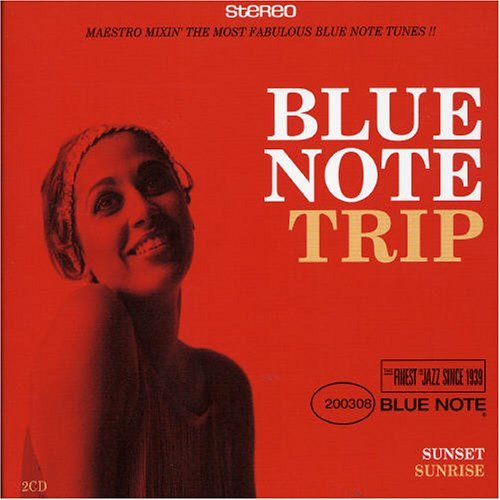 STEREO
MAESTRO MIXIN' THE MOST FABULOUS BLUE NOTE TUNES !!
BLUE
NOTE
TRIP
THE FINEST IN JAZZ SINCE 1939
200308 BLUE NOTE
SUNSET
SUNRISE
2CD